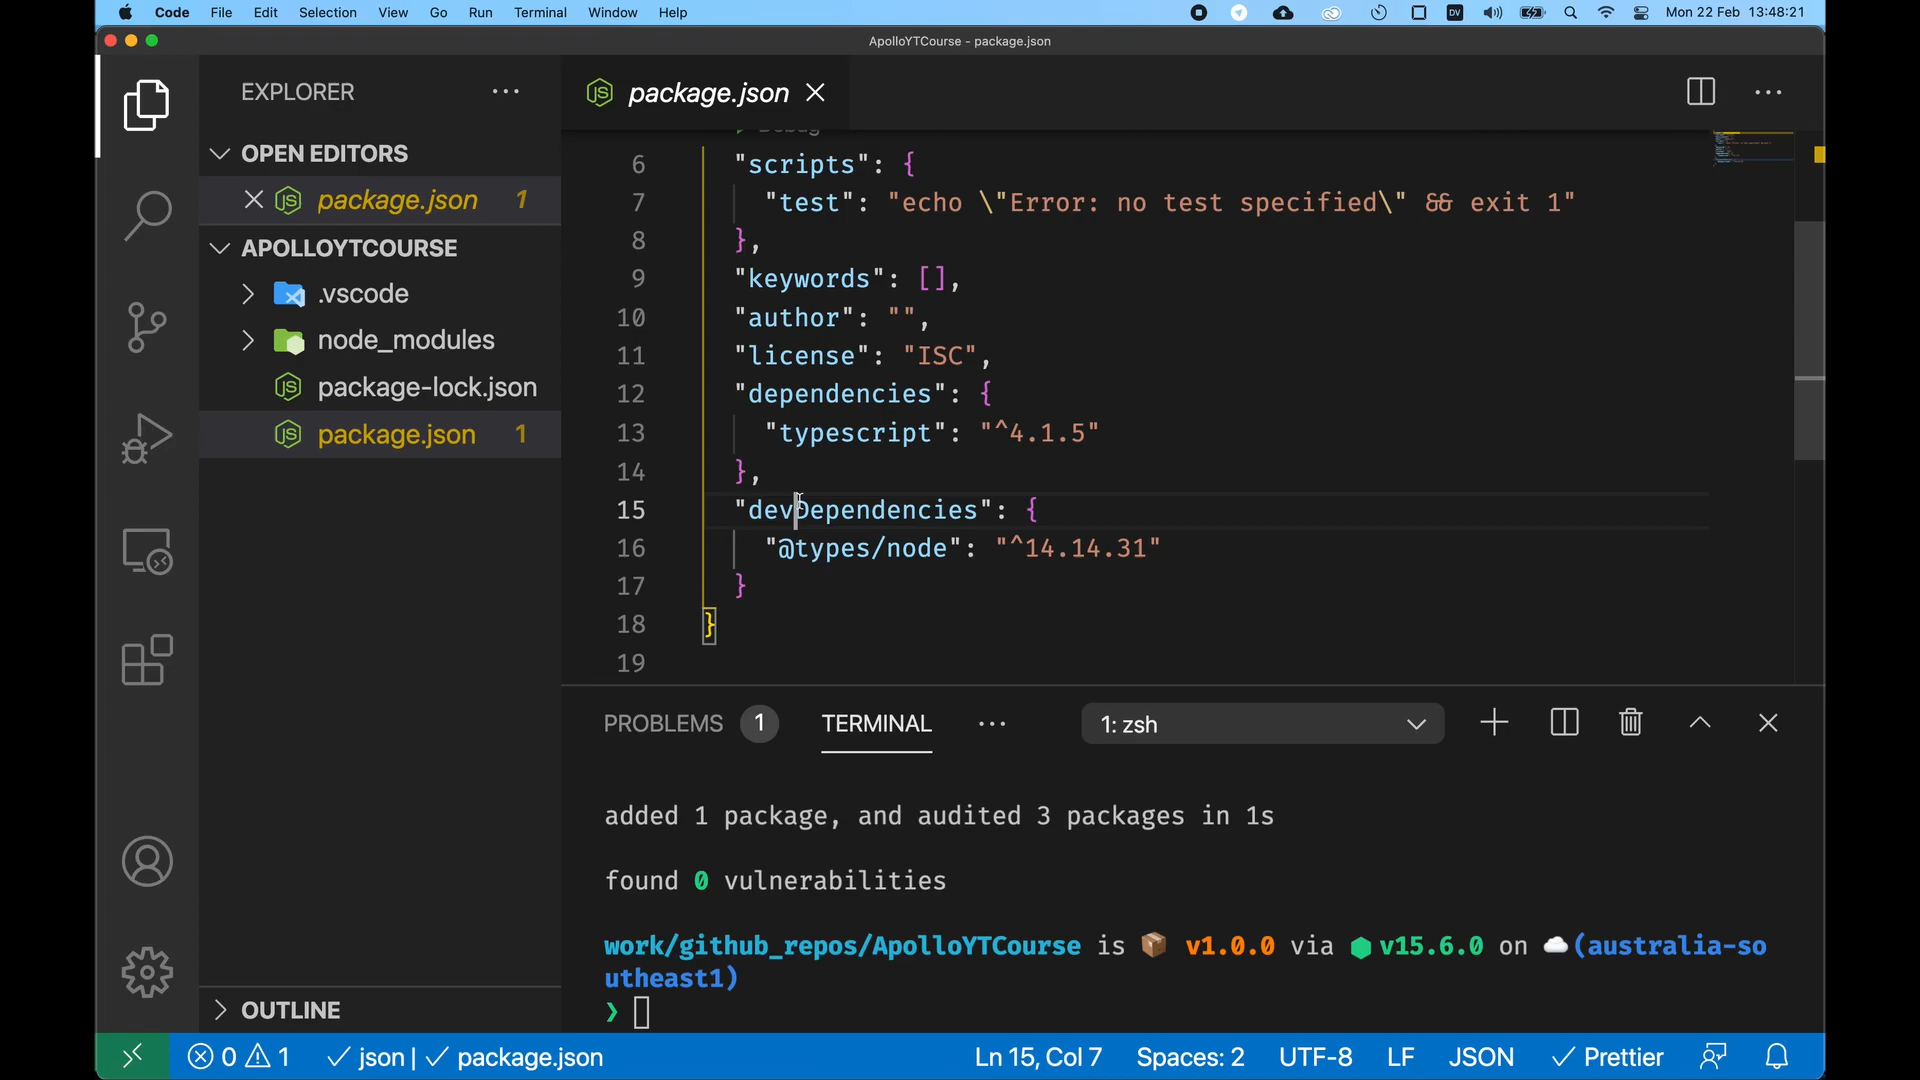 Code File Edit Selection View Go Run Terminal Window Help DV Mon 22 Feb 13:48:21
ApolloYTCourse - package.json
EXPLORER
OPEN EDITORS
package.json 1
APOLLOYTCOURSE
.vscode
node_modules
package-lock.json
package.json 1
OUTLINE
package.json
Debug
6 "scripts": {
7 "test": "echo \"Error: no test specified\" && exit 1"
8 },
9 "keywords": [],
10 "author": "",
11 "license": "ISC",
12 "dependencies": {
13 "typescript": "^4.1.5"
14 },
15 "devDependencies": {
16 "@types/node": "^14.14.31"
17 }
18 }
19
PROBLEMS 1 TERMINAL ··· 1: zsh
added 1 package, and audited 3 packages in 1s
found 0 vulnerabilities
work/github_repos/ApolloYTCourse is 📦 v1.0.0 via ⬢ v15.6.0 on ☁️ (australia-so
utheast1)
❯
0 1 ✓ json | ✓ package.json Ln 15, Col 7 Spaces: 2 UTF-8 LF JSON ✓ Prettier